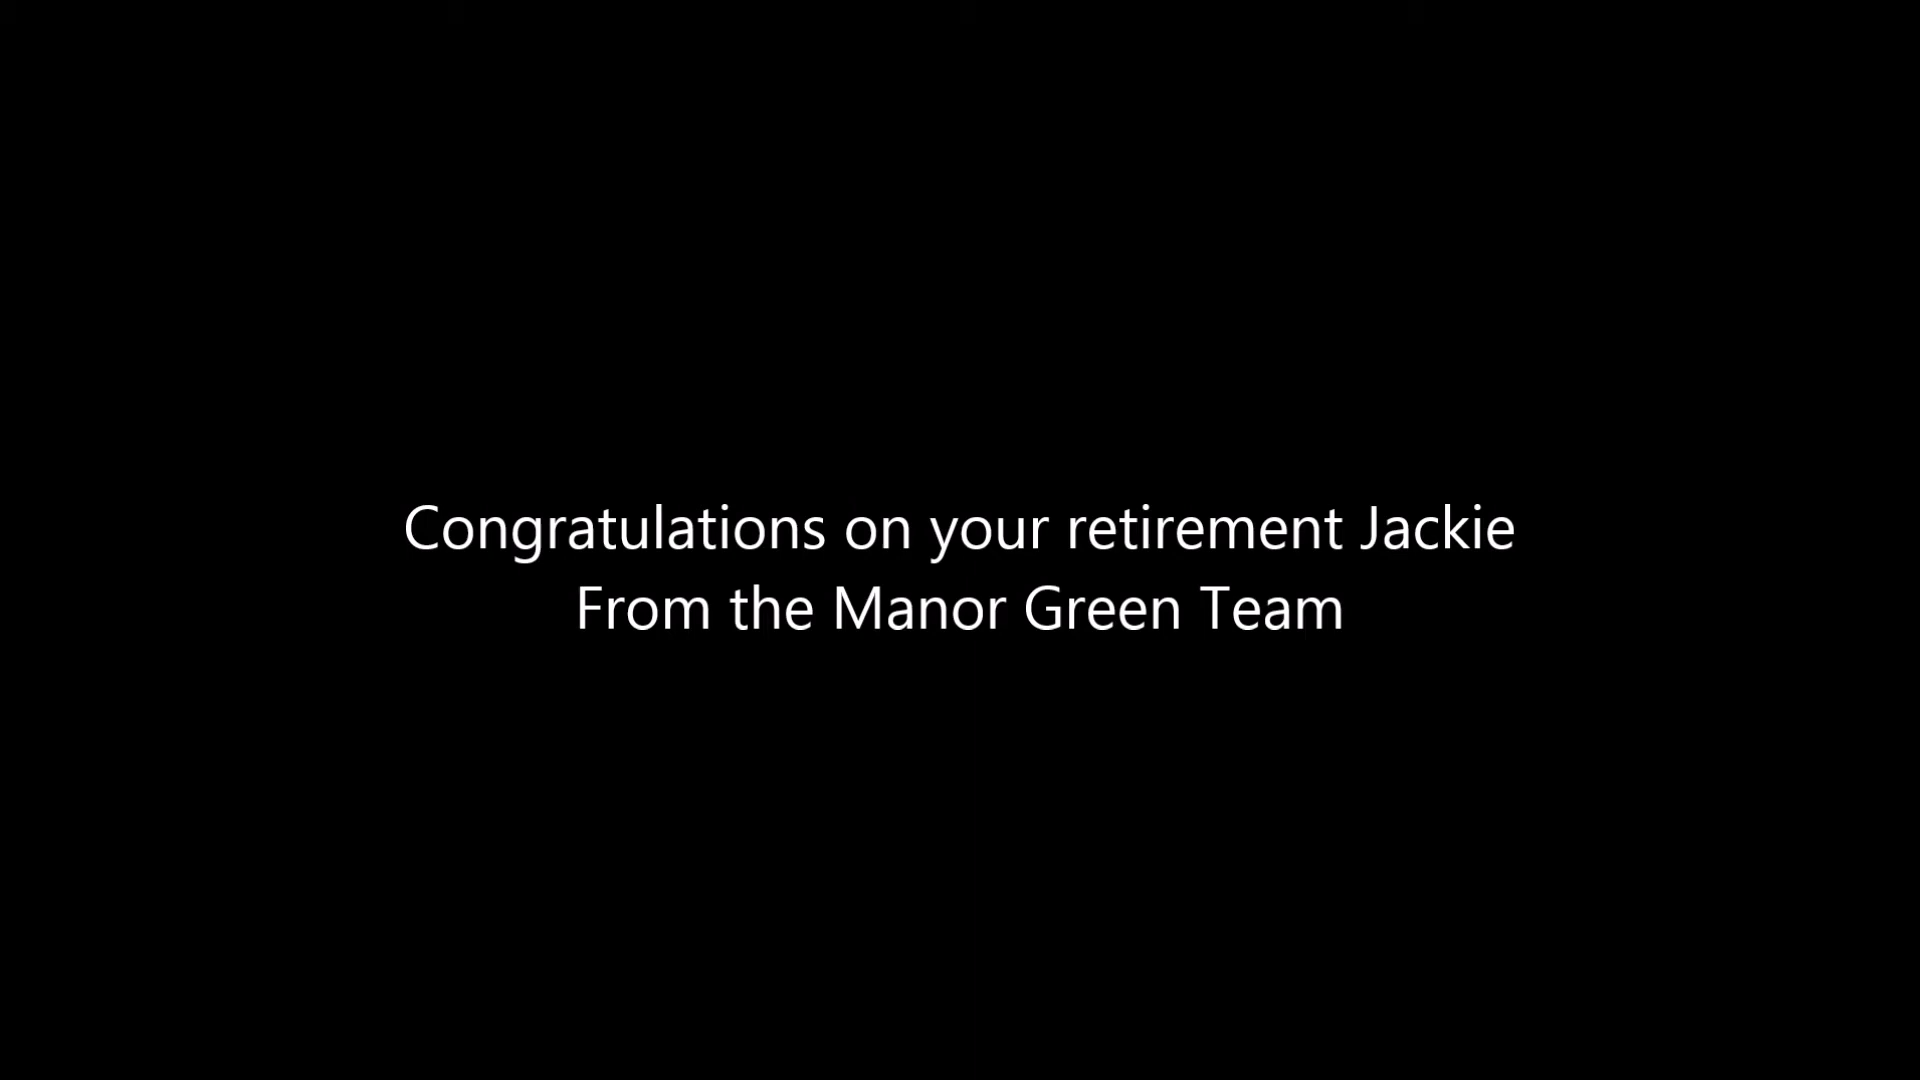 Congratulations on your retirement Jackie
From the Manor Green Team